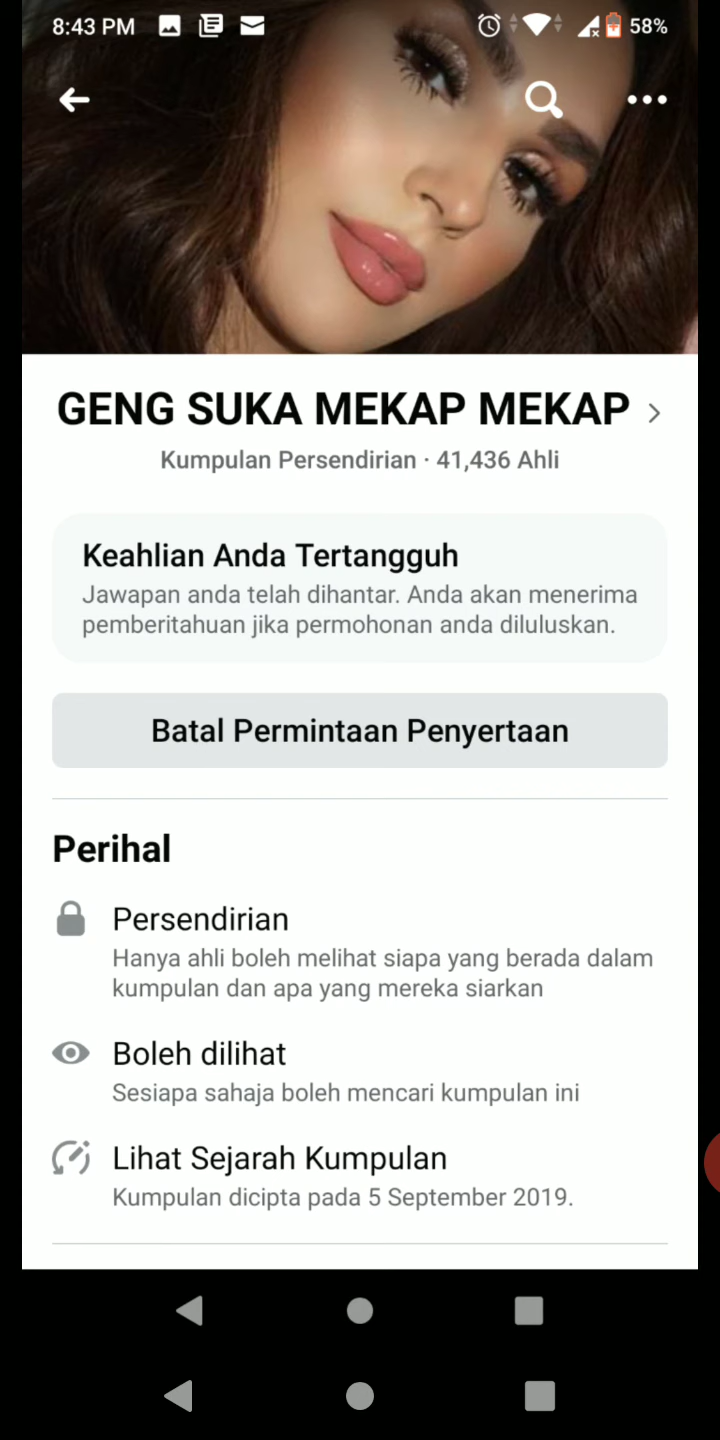 8:43 PM 58%
GENG SUKA MEKAP MEKAP
Kumpulan Persendirian · 41,436 Ahli
Keahlian Anda Tertangguh
Jawapan anda telah dihantar. Anda akan menerima
pemberitahuan jika permohonan anda diluluskan.
Batal Permintaan Penyertaan
Perihal
Persendirian
Hanya ahli boleh melihat siapa yang berada dalam
kumpulan dan apa yang mereka siarkan
Boleh dilihat
Sesiapa sahaja boleh mencari kumpulan ini
Lihat Sejarah Kumpulan
Kumpulan dicipta pada 5 September 2019.